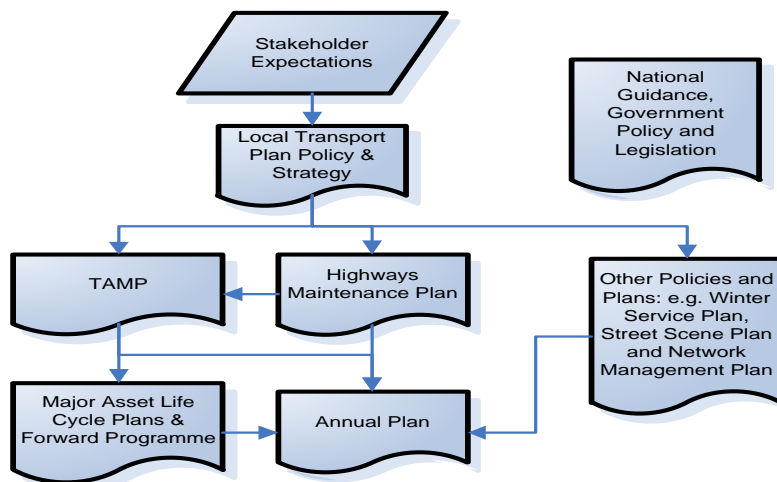 Stakeholder
Expectations
National
Guidance,
Government
Policy and
Legislation
Local Transport
Plan Policy &
Strategy
TAMP
Highways
Maintenance Plan
Other Policies and
Plans: e.g. Winter
Service Plan,
Street Scene Plan
and Network
Management Plan
Major Asset Life
Cycle Plans &
Forward Programme
Annual Plan